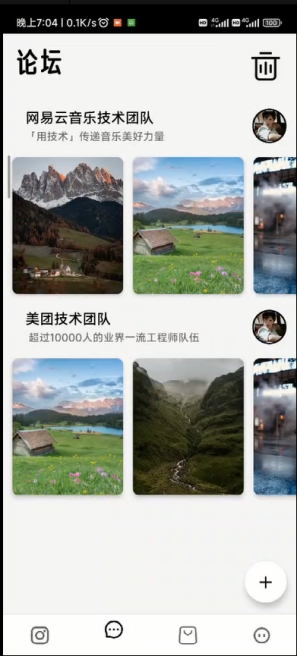 晚上7:04 | 0.1K/s
HD 4G HD 4G 100
论坛
网易云音乐技术团队
「用技术」传递音乐美好力量
美团技术团队
超过10000人的业界一流工程师队伍